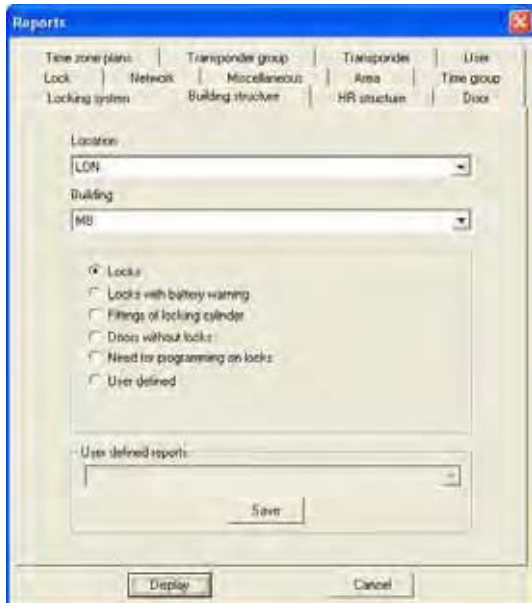 Reports
Time zone plans Transponder group Transponder User
Lock Network Miscellaneous Area Time group
Locking system Building structure HR structure Door
Location
LDN
Building
MB
Locks
Locks with battery warning
Fittings of locking cylinder
Doors without locks
Need for programming on locks
User defined
User defined reports
Save
Display Cancel